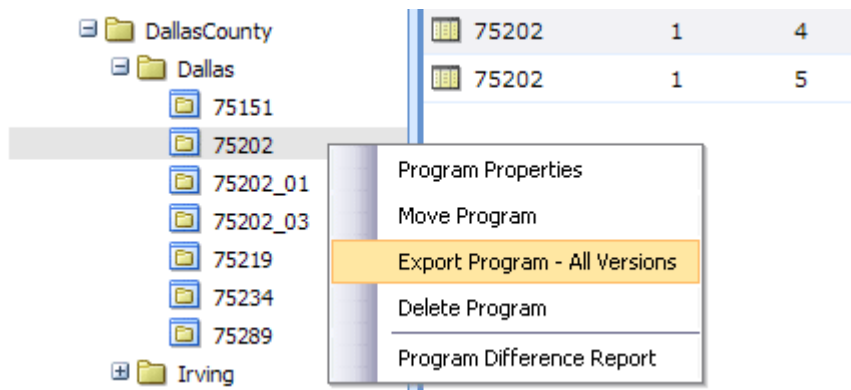 DallasCounty
Dallas
75151
75202
75202_01
75202_03
75219
75234
75289
Irving
75202 1 4
75202 1 5
Program Properties
Move Program
Export Program - All Versions
Delete Program
Program Difference Report